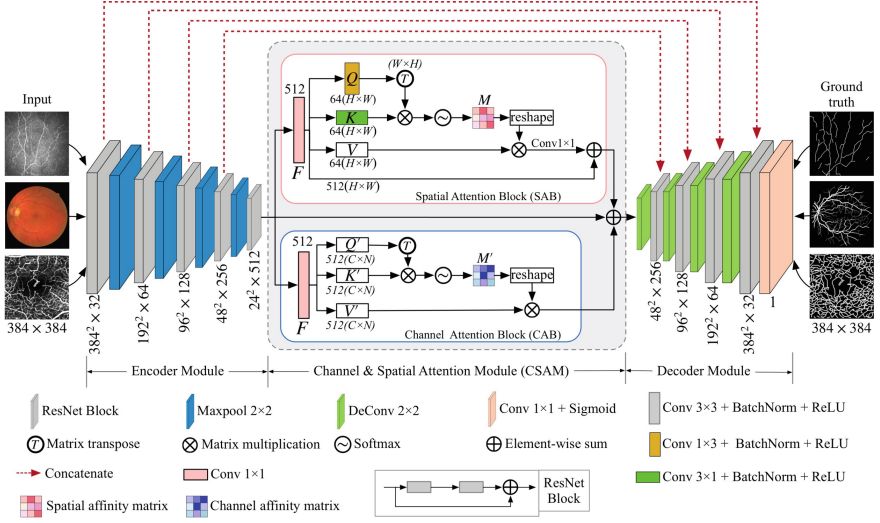 Input
Ground
truth
512
Q
(W×H)
T
64(H×W)
K
64(H×W)
M
reshape
V
64(H×W)
Conv1×1
F
512(H×W)
Spatial Attention Block (SAB)
512
Q'
T
512(C×N)
K'
512(C×N)
M'
reshape
V'
512(C×N)
F
Channel Attention Block (CAB)
384 × 384
384² × 32
192² × 64
96² × 128
48² × 256
24² × 512
48² × 256
96² × 128
192² × 64
384² × 32
1
384 × 384
Encoder Module
Channel & Spatial Attention Module (CSAM)
Decoder Module
ResNet Block
Maxpool 2×2
DeConv 2×2
Conv 1×1 + Sigmoid
Conv 3×3 + BatchNorm + ReLU
T Matrix transpose
Matrix multiplication
Softmax
Element-wise sum
Conv 1×3 + BatchNorm + ReLU
Concatenate
Conv 1×1
Conv 3×1 + BatchNorm + ReLU
Spatial affinity matrix
Channel affinity matrix
ResNet
Block